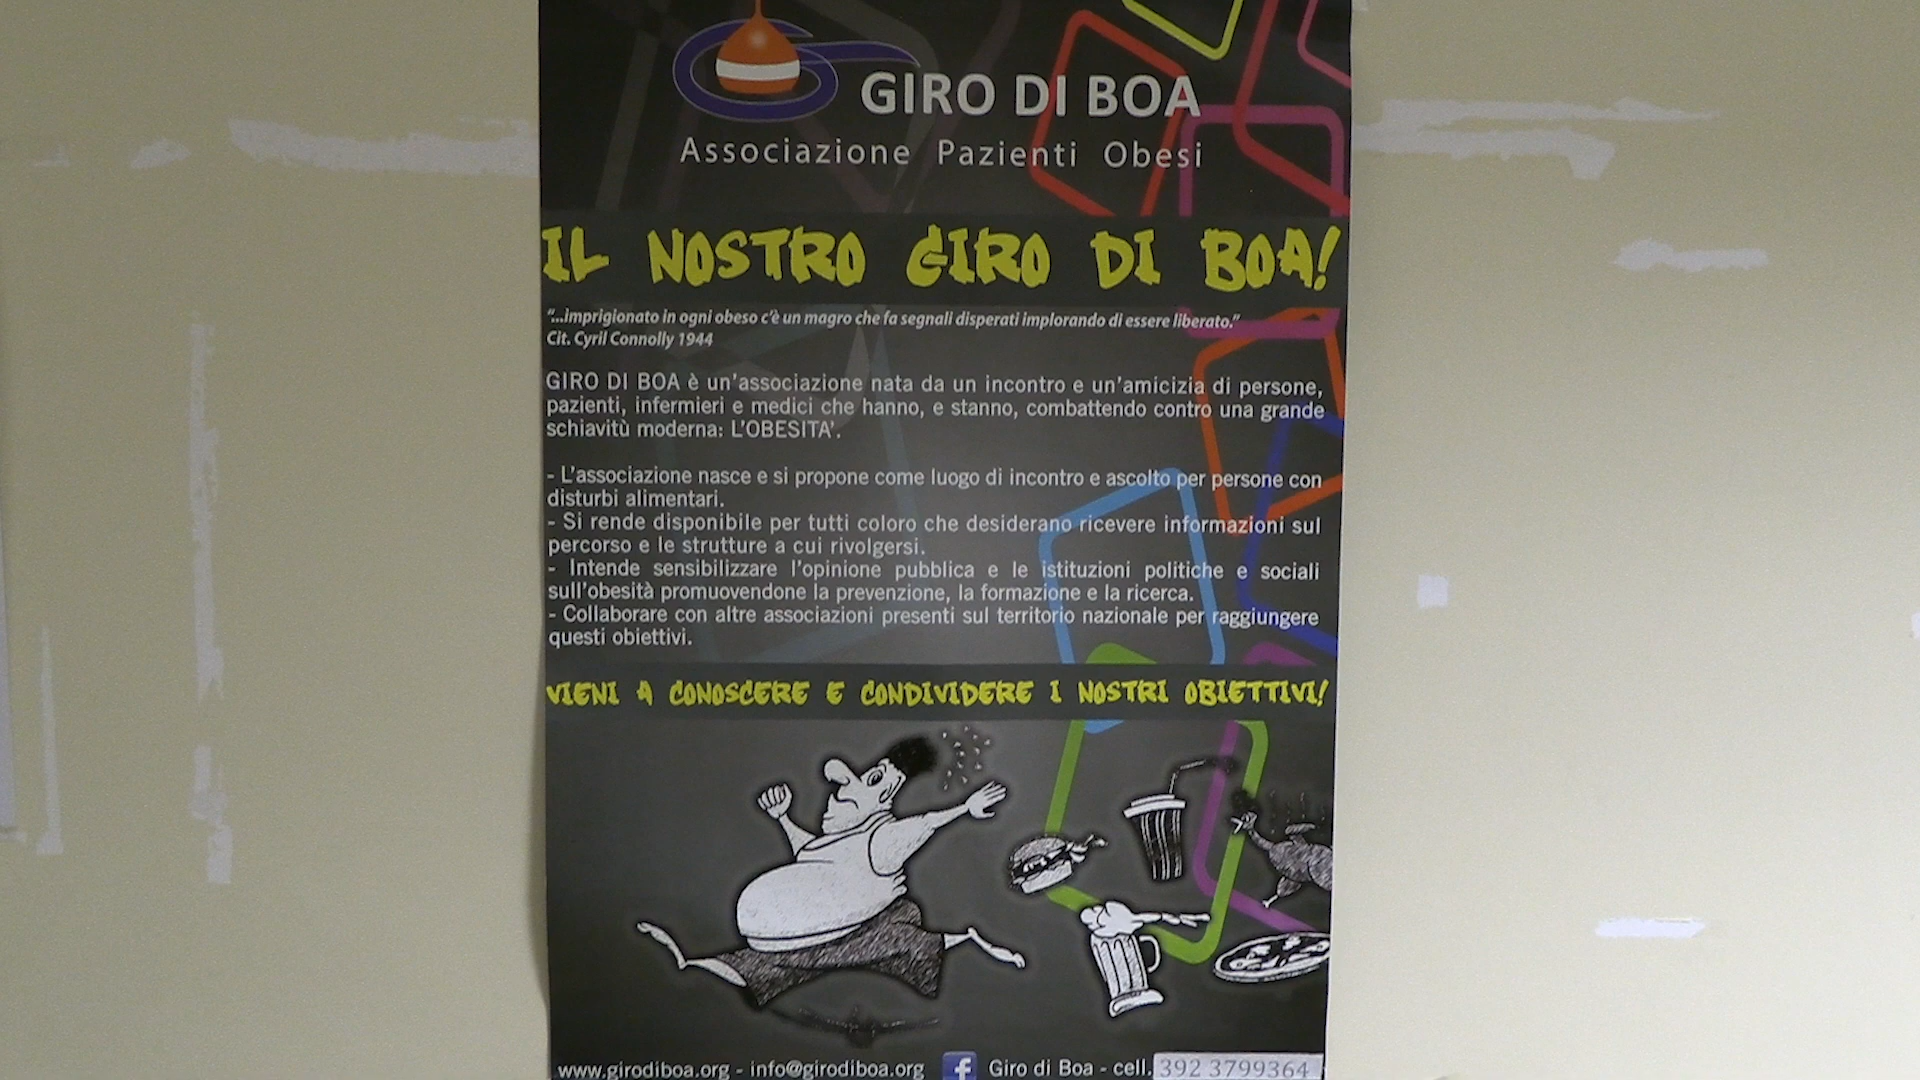 GIRO DI BOA
Associazione Pazienti Obesi
IL NOSTRO GIRO DI BOA!
"...imprigionato in ogni obeso c'è un magro che fa segnali disperati implorando di essere liberato."
Cit. Cyril Connolly 1944
GIRO DI BOA è un'associazione nata da un incontro e un'amicizia di persone,
pazienti, infermieri e medici che hanno, e stanno, combattendo contro una grande
schiavitù moderna: L'OBESITA'.
- L'associazione nasce e si propone come luogo di incontro e ascolto per persone con
disturbi alimentari.
- Si rende disponibile per tutti coloro che desiderano ricevere informazioni sul
percorso e le strutture a cui rivolgersi.
- Intende sensibilizzare l'opinione pubblica e le istituzioni politiche e sociali
sull'obesità promuovendone la prevenzione, la formazione e la ricerca.
- Collaborare con altre associazioni presenti sul territorio nazionale per raggiungere
questi obiettivi.
VIENI A CONOSCERE E CONDIVIDERE I NOSTRI OBIETTIVI!
www.girodiboa.org - info@girodiboa.org f Giro di Boa - cell. 392 3799364